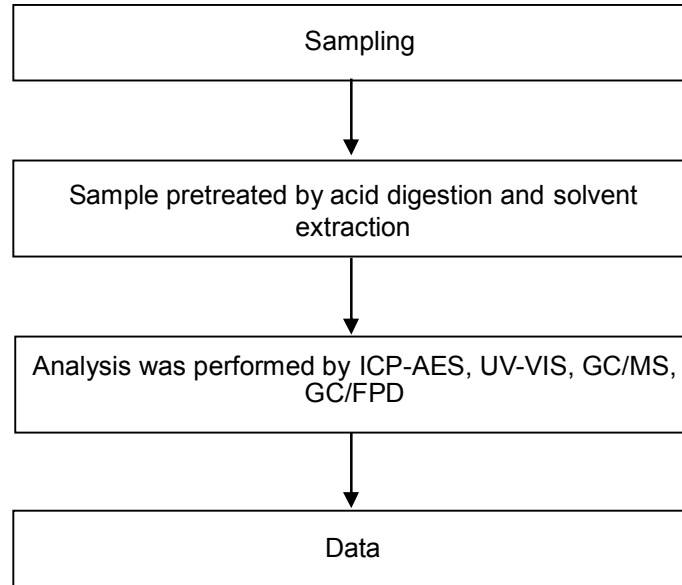 Sampling
Sample pretreated by acid digestion and solvent
extraction
Analysis was performed by ICP-AES, UV-VIS, GC/MS,
GC/FPD
Data